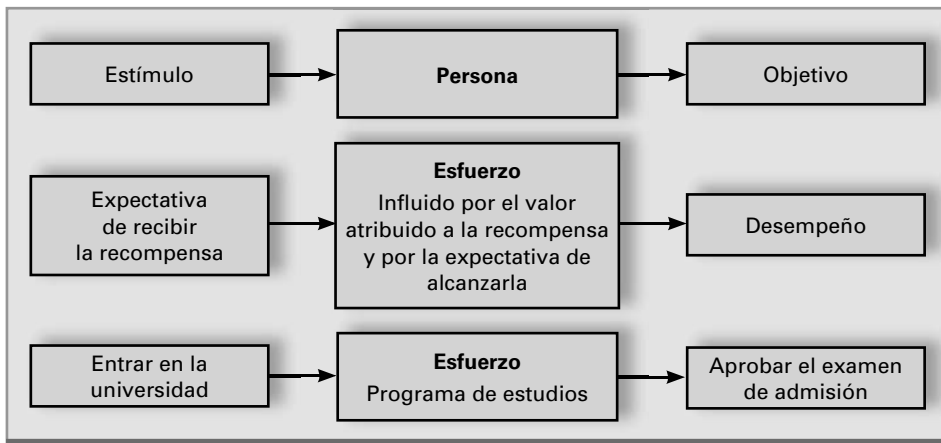 Estímulo
Persona
Objetivo
Expectativa
de recibir
la recompensa
Esfuerzo
Influido por el valor
atribuido a la recompensa
y por la expectativa de
alcanzarla
Desempeño
Entrar en la
universidad
Esfuerzo
Programa de estudios
Aprobar el examen
de admisión